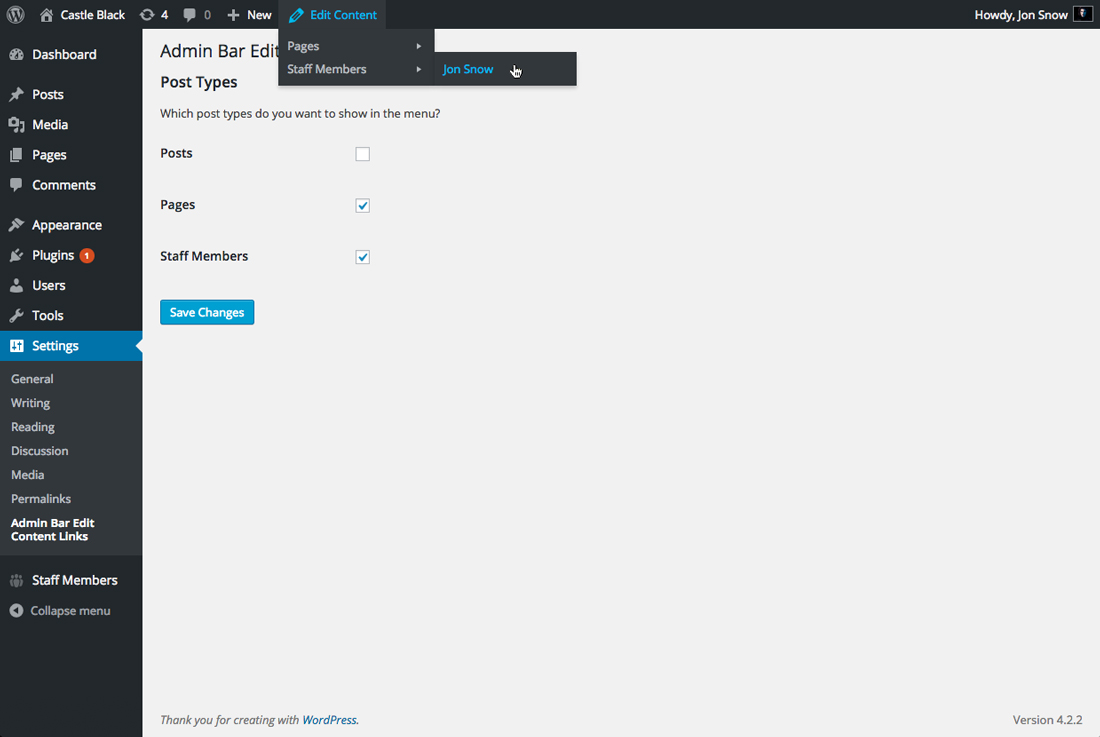 Castle Black 4 0 New Edit Content Howdy, Jon Snow
Pages
Staff Members
Jon Snow
Dashboard
Posts
Media
Pages
Comments
Appearance
Plugins 1
Users
Tools
Settings
General
Writing
Reading
Discussion
Media
Permalinks
Admin Bar Edit
Content Links
Staff Members
Collapse menu
Admin Bar Edit
Post Types
Which post types do you want to show in the menu?
Posts
Pages
Staff Members
Save Changes
Thank you for creating with WordPress. Version 4.2.2